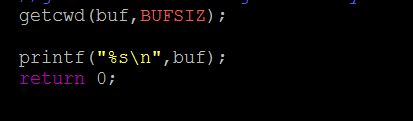 getcwd(buf,BUFSIZ);
printf("%s\n",buf);
return 0;